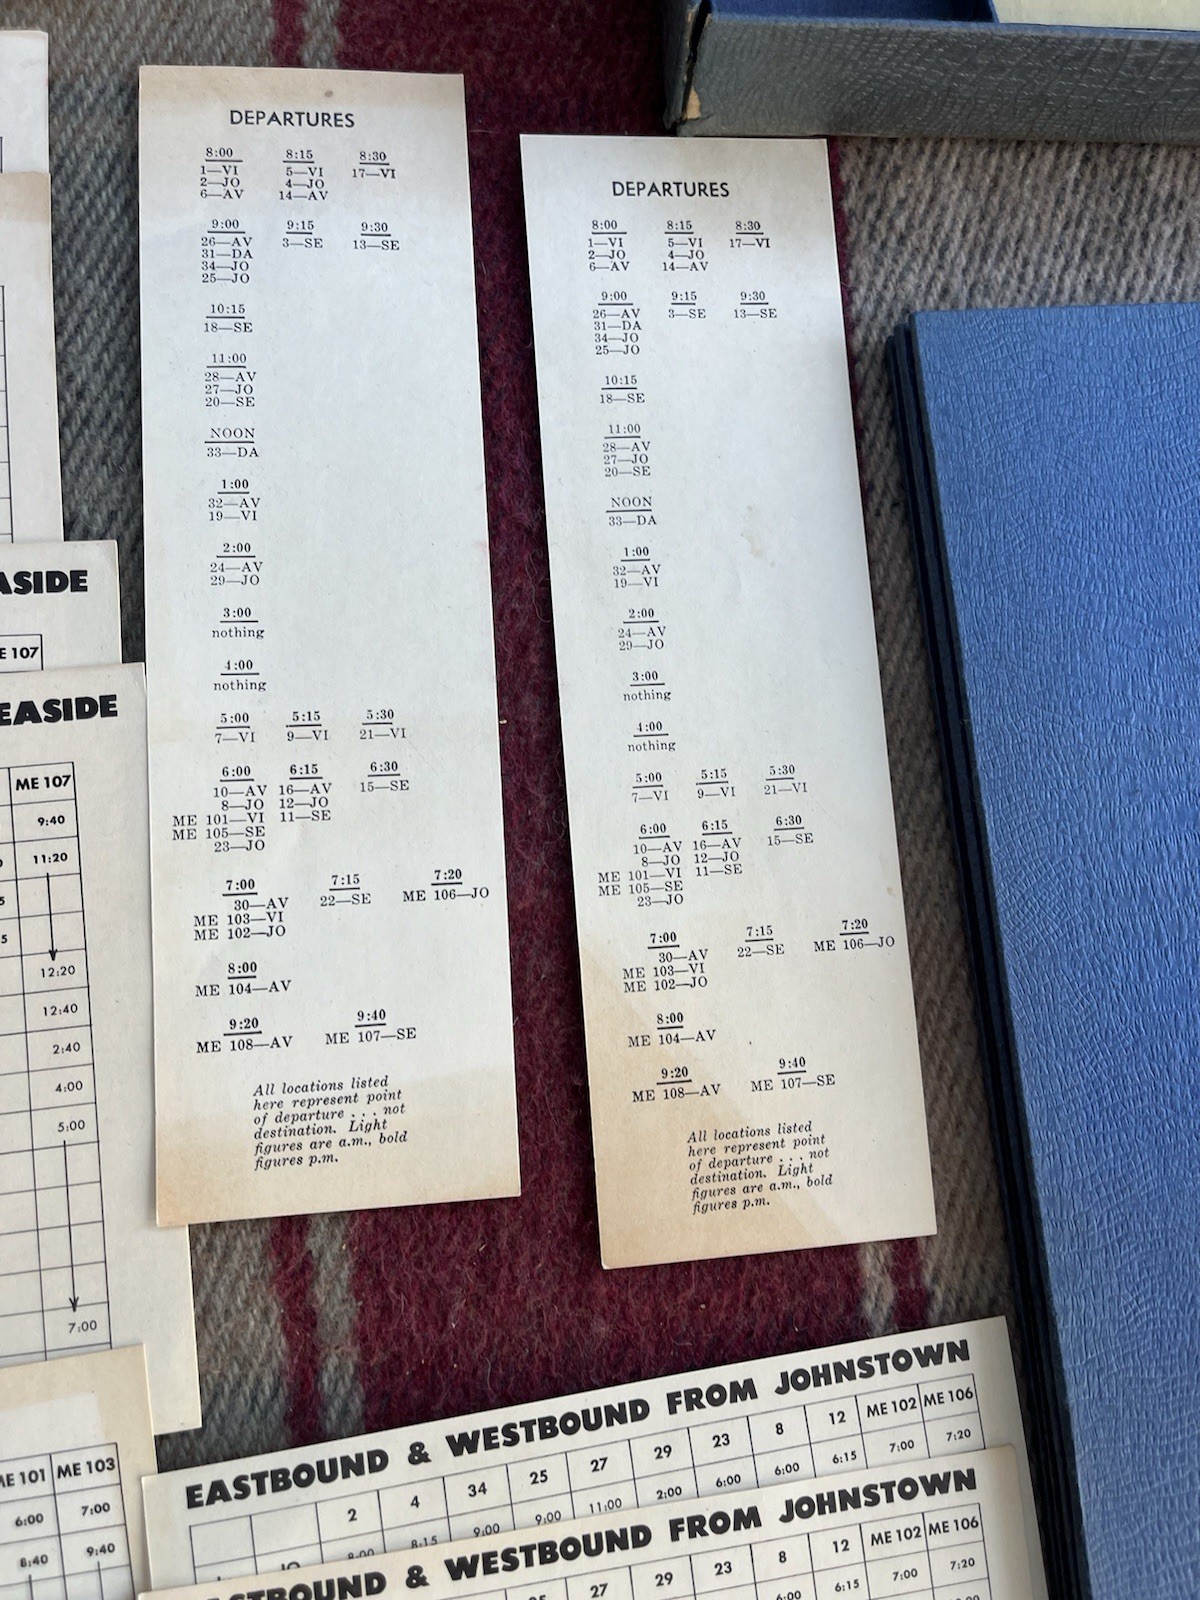 DEPARTURES
8:00 8:15 8:30
1—VI 5—VI 17—VI
2—JO 4—JO
6—AV 14—AV
9:00 9:15 9:30
26—AV 3—SE 13—SE
31—DA
34—JO
25—JO
10:15
18—SE
11:00
28—AV
27—JO
20—SE
NOON
33—DA
1:00
32—AV
19—VI
2:00
24—AV
29—JO
3:00
nothing
4:00
nothing
5:00 5:15 5:30
7—VI 9—VI 21—VI
6:00 6:15 6:30
10—AV 16—AV 15—SE
8—JO 12—JO
ME 101—VI 11—SE
ME 105—SE
23—JO
7:00 7:15 7:20
30—AV 22—SE ME 106—JO
ME 103—VI
ME 102—JO
8:00
ME 104—AV
9:20 9:40
ME 108—AV ME 107—SE
All locations listed
here represent point
of departure . . . not
destination. Light
figures are a.m., bold
figures p.m.
DEPARTURES
8:00 8:15 8:30
1—VI 5—VI 17—VI
2—JO 4—JO
6—AV 14—AV
9:00 9:15 9:30
26—AV 3—SE 13—SE
31—DA
34—JO
25—JO
10:15
18—SE
11:00
28—AV
27—JO
20—SE
NOON
33—DA
1:00
32—AV
19—VI
2:00
24—AV
29—JO
3:00
nothing
4:00
nothing
5:00 5:15 5:30
7—VI 9—VI 21—VI
6:00 6:15 6:30
10—AV 16—AV 15—SE
8—JO 12—JO
ME 101—VI 11—SE
ME 105—SE
23—JO
7:00 7:15 7:20
30—AV 22—SE ME 106—JO
ME 103—VI
ME 102—JO
8:00
ME 104—AV
9:20 9:40
ME 108—AV ME 107—SE
All locations listed
here represent point
of departure . . . not
destination. Light
figures are a.m., bold
figures p.m.
ASIDE
E 107
EASIDE
ME 107
9:40
11:20
12:20
12:40
2:40
4:00
5:00
7:00
ME 101 ME 103
6:00 7:00
8:40 9:40
EASTBOUND & WESTBOUND FROM JOHNSTOWN
2 4 34 25 27 29 23 8 12 ME 102 ME 106
JO 8:00 8:15 9:00 9:00 11:00 2:00 6:00 6:00 6:15 7:00 7:20
STBOUND & WESTBOUND FROM JOHNSTOWN
27 29 23 8 12 ME 102 ME 106
6:00 6:15 7:00 7:20